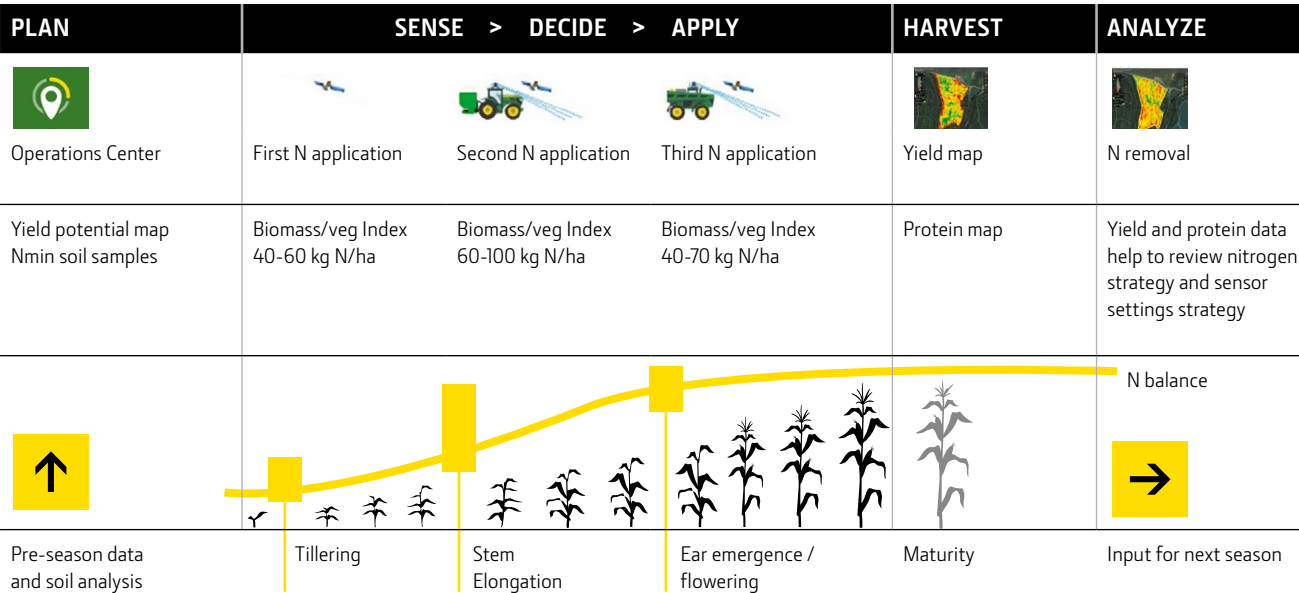 PLAN
SENSE > DECIDE > APPLY
HARVEST
ANALYZE
Operations Center
First N application
Second N application
Third N application
Yield map
N removal
Yield potential map
Nmin soil samples
Biomass/veg Index
40-60 kg N/ha
Biomass/veg Index
60-100 kg N/ha
Biomass/veg Index
40-70 kg N/ha
Protein map
Yield and protein data
help to review nitrogen
strategy and sensor
settings strategy
N balance
Pre-season data
and soil analysis
Tillering
Stem
Elongation
Ear emergence /
flowering
Maturity
Input for next season